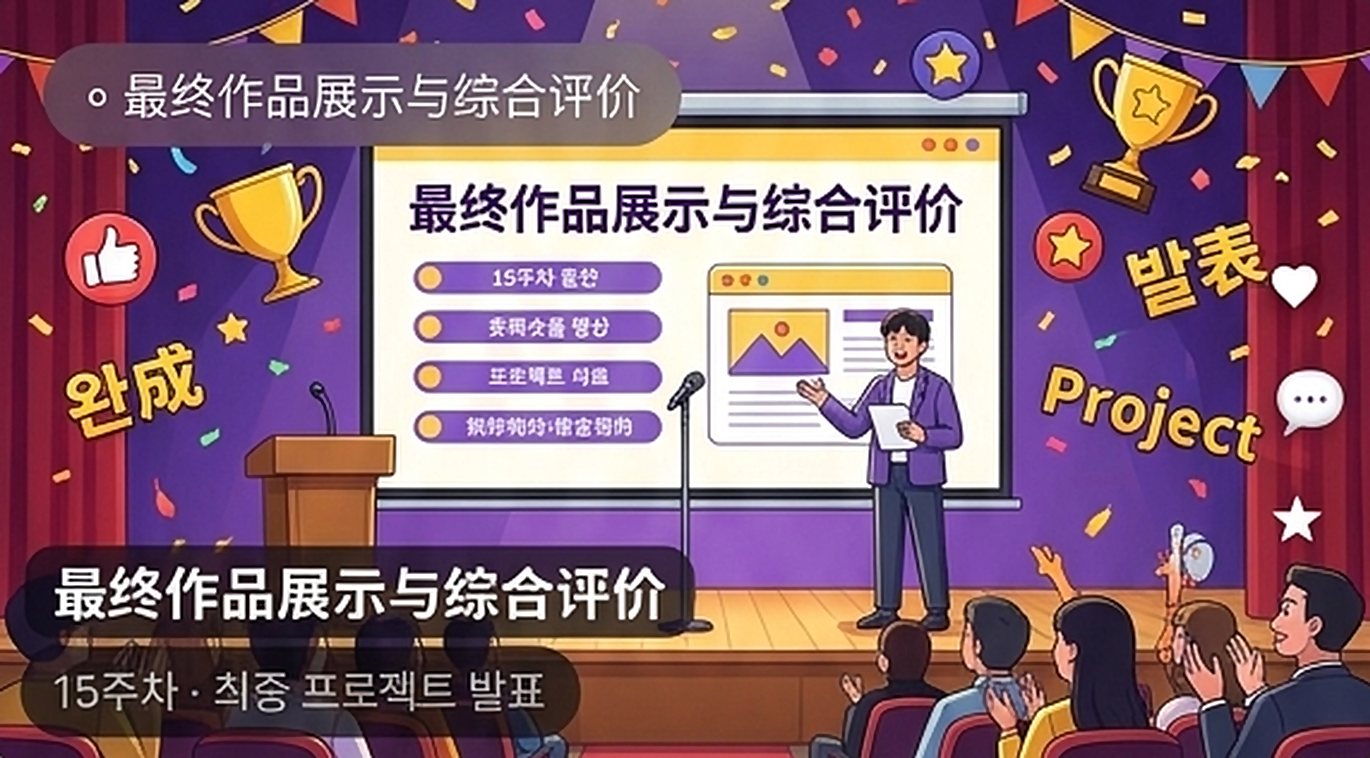 最终作品展示与综合评价
最终作品展示与综合评价
15주차
발表
완成
Project
最终作品展示与综合评价
15주차 · 최종 프로젝트 발표